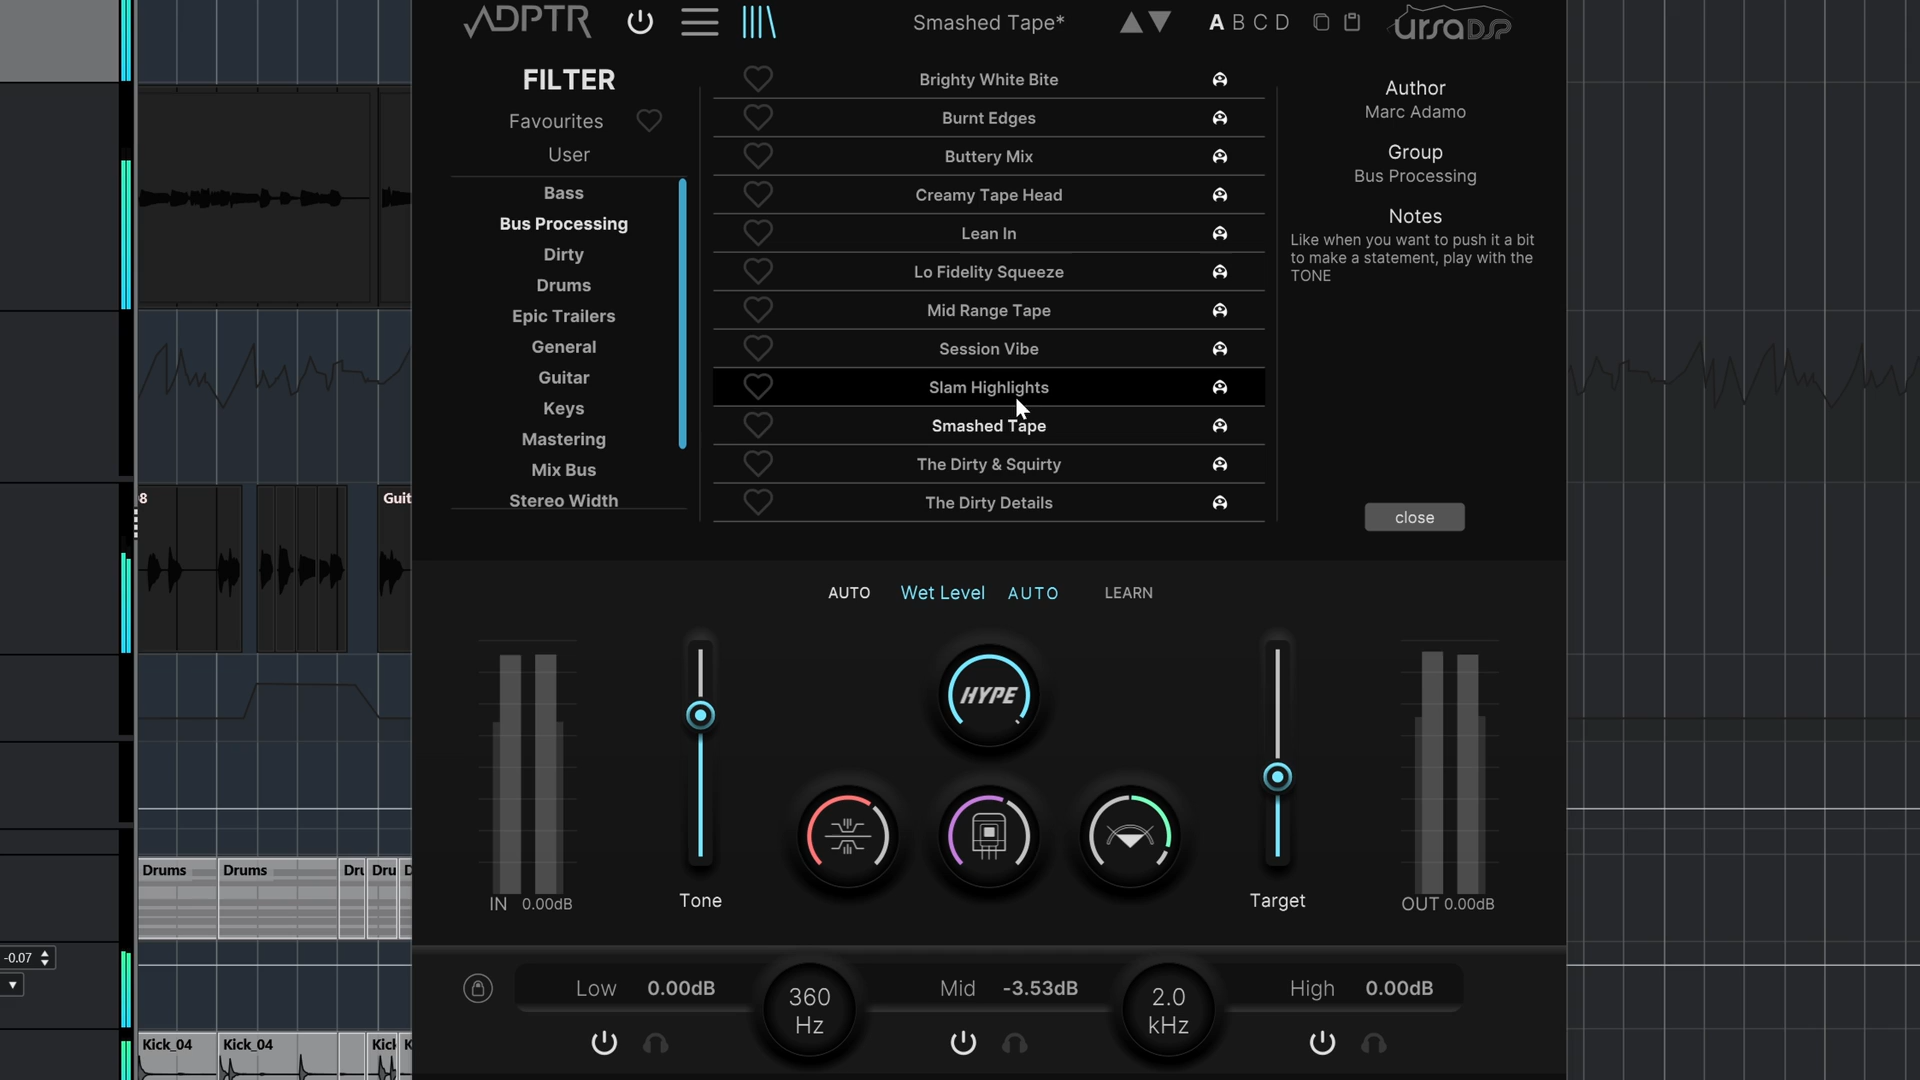 ADPTR
Smashed Tape*
A B C D
ursaDSP
FILTER
Favourites
User
Bass
Bus Processing
Dirty
Drums
Epic Trailers
General
Guitar
Keys
Mastering
Mix Bus
Stereo Width
Brighty White Bite
Burnt Edges
Buttery Mix
Creamy Tape Head
Lean In
Lo Fidelity Squeeze
Mid Range Tape
Session Vibe
Slam Highlights
Smashed Tape
The Dirty & Squirty
The Dirty Details
Author
Marc Adamo
Group
Bus Processing
Notes
Like when you want to push it a bit
to make a statement, play with the
TONE
close
8
Guit
AUTO Wet Level AUTO LEARN
HYPE
IN 0.00dB
Tone
Target
OUT 0.00dB
Drums Drums Dru Dru D
-0.07
Low 0.00dB
360
Hz
Mid -3.53dB
2.0
kHz
High 0.00dB
Kick_04 Kick_04 Kick K